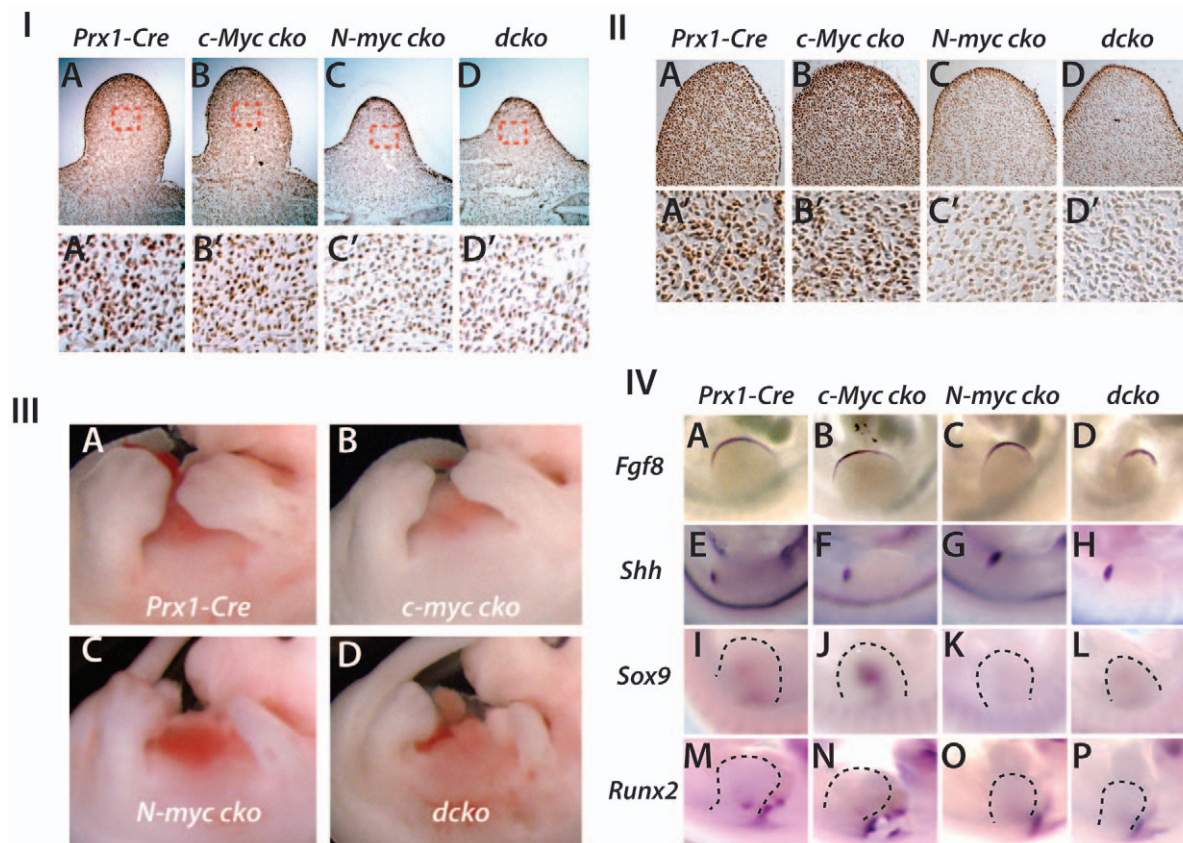 I
Prx1-Cre c-Myc cko N-myc cko dcko
A B C D
A' B' C' D'
II
Prx1-Cre c-Myc cko N-myc cko dcko
A B C D
A' B' C' D'
III
A B
Prx1-Cre c-myc cko
C D
N-myc cko dcko
IV
Prx1-Cre c-Myc cko N-myc cko dcko
Fgf8 A B C D
Shh E F G H
Sox9 I J K L
Runx2 M N O P